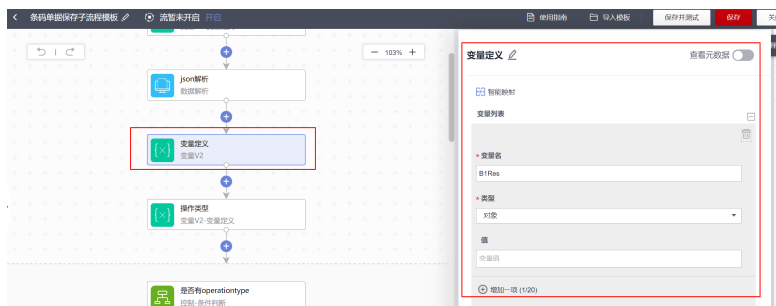 条码单据保存子流程模板
流暂未开启 开启
使用指南
导入模板
保存并测试
保存
103%
变量V2
json解析
数据解析
变量定义
变量V2
操作类型
变量V2-变量定义
是否有operationtype
控制-条件判断
变量定义
查看元数据
智能映射
变量列表
* 变量名
B1Res
* 类型
对象
值
变量值
增加一项 (1/20)